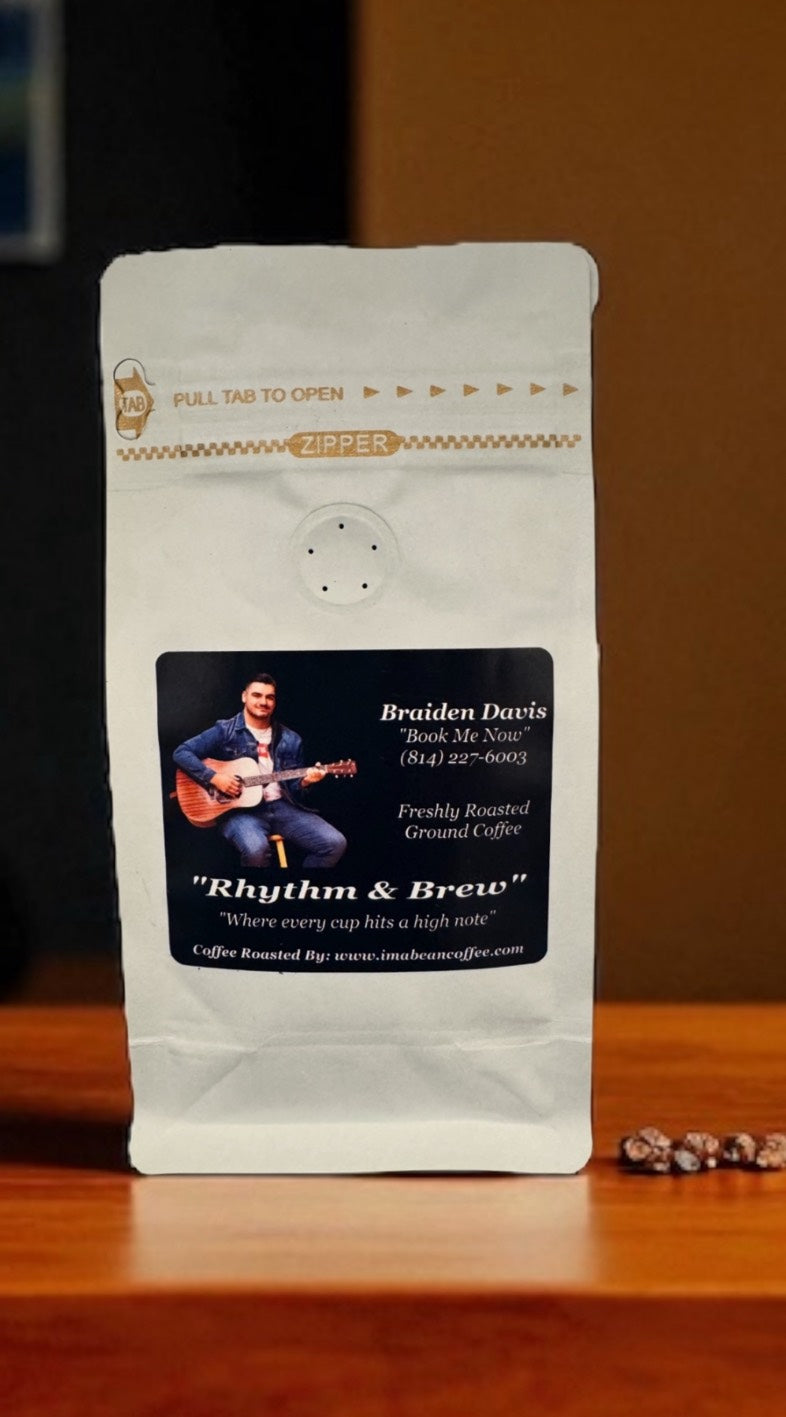 TAB
PULL TAB TO OPEN
ZIPPER
Braiden Davis
"Book Me Now"
(814) 227-6003
Freshly Roasted
Ground Coffee
"Rhythm & Brew"
"Where every cup hits a high note"
Coffee Roasted By: www.imabeancoffee.com